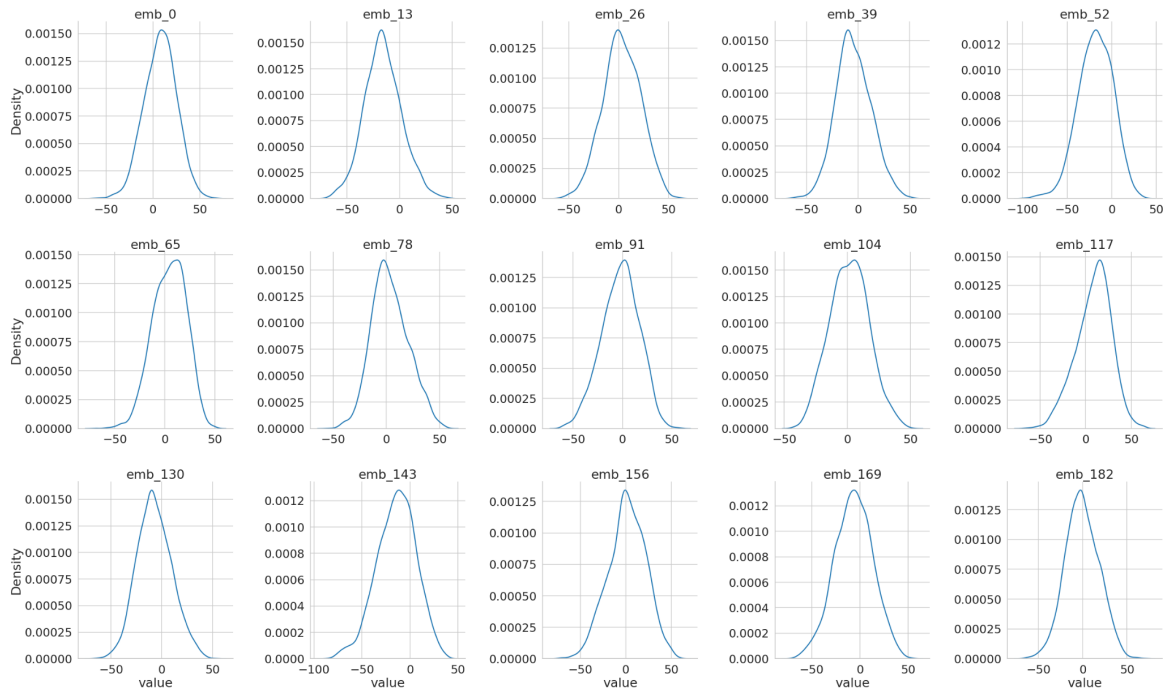 emb_0 emb_13 emb_26 emb_39 emb_52
0.00150 0.00150 0.00125 0.00150 0.0012
0.00125 0.00125 0.00100 0.00125 0.0010
0.00100 0.00100 0.00075 0.00100 0.0008
0.00075 0.00075 0.00050 0.00075 0.0006
0.00050 0.00050 0.00025 0.00050 0.0004
0.00025 0.00025 0.00000 0.00025 0.0002
0.00000 0.00000 0.00000 0.0000
Density
−50 0 50 −50 0 50 −50 0 50 −50 0 50 −100 −50 0 50
emb_65 emb_78 emb_91 emb_104 emb_117
0.00150 0.00150 0.00125 0.00150 0.00150
0.00125 0.00125 0.00100 0.00125 0.00125
0.00100 0.00100 0.00075 0.00100 0.00100
0.00075 0.00075 0.00050 0.00075 0.00075
0.00050 0.00050 0.00025 0.00050 0.00050
0.00025 0.00025 0.00000 0.00025 0.00025
0.00000 0.00000 0.00000 0.00000
Density
−50 0 50 −50 0 50 −50 0 50 −50 0 50 −50 0 50
emb_130 emb_143 emb_156 emb_169 emb_182
0.00150 0.0012 0.00125 0.0012 0.00125
0.00125 0.0010 0.00100 0.0010 0.00100
0.00100 0.0008 0.00075 0.0008 0.00075
0.00075 0.0006 0.00050 0.0006 0.00050
0.00050 0.0004 0.00025 0.0004 0.00025
0.00025 0.0002 0.00000 0.0002 0.00000
0.00000 0.0000 0.0000
Density
−50 0 50 −100 −50 0 50 −50 0 50 −50 0 50 −50 0 50
value value value value value